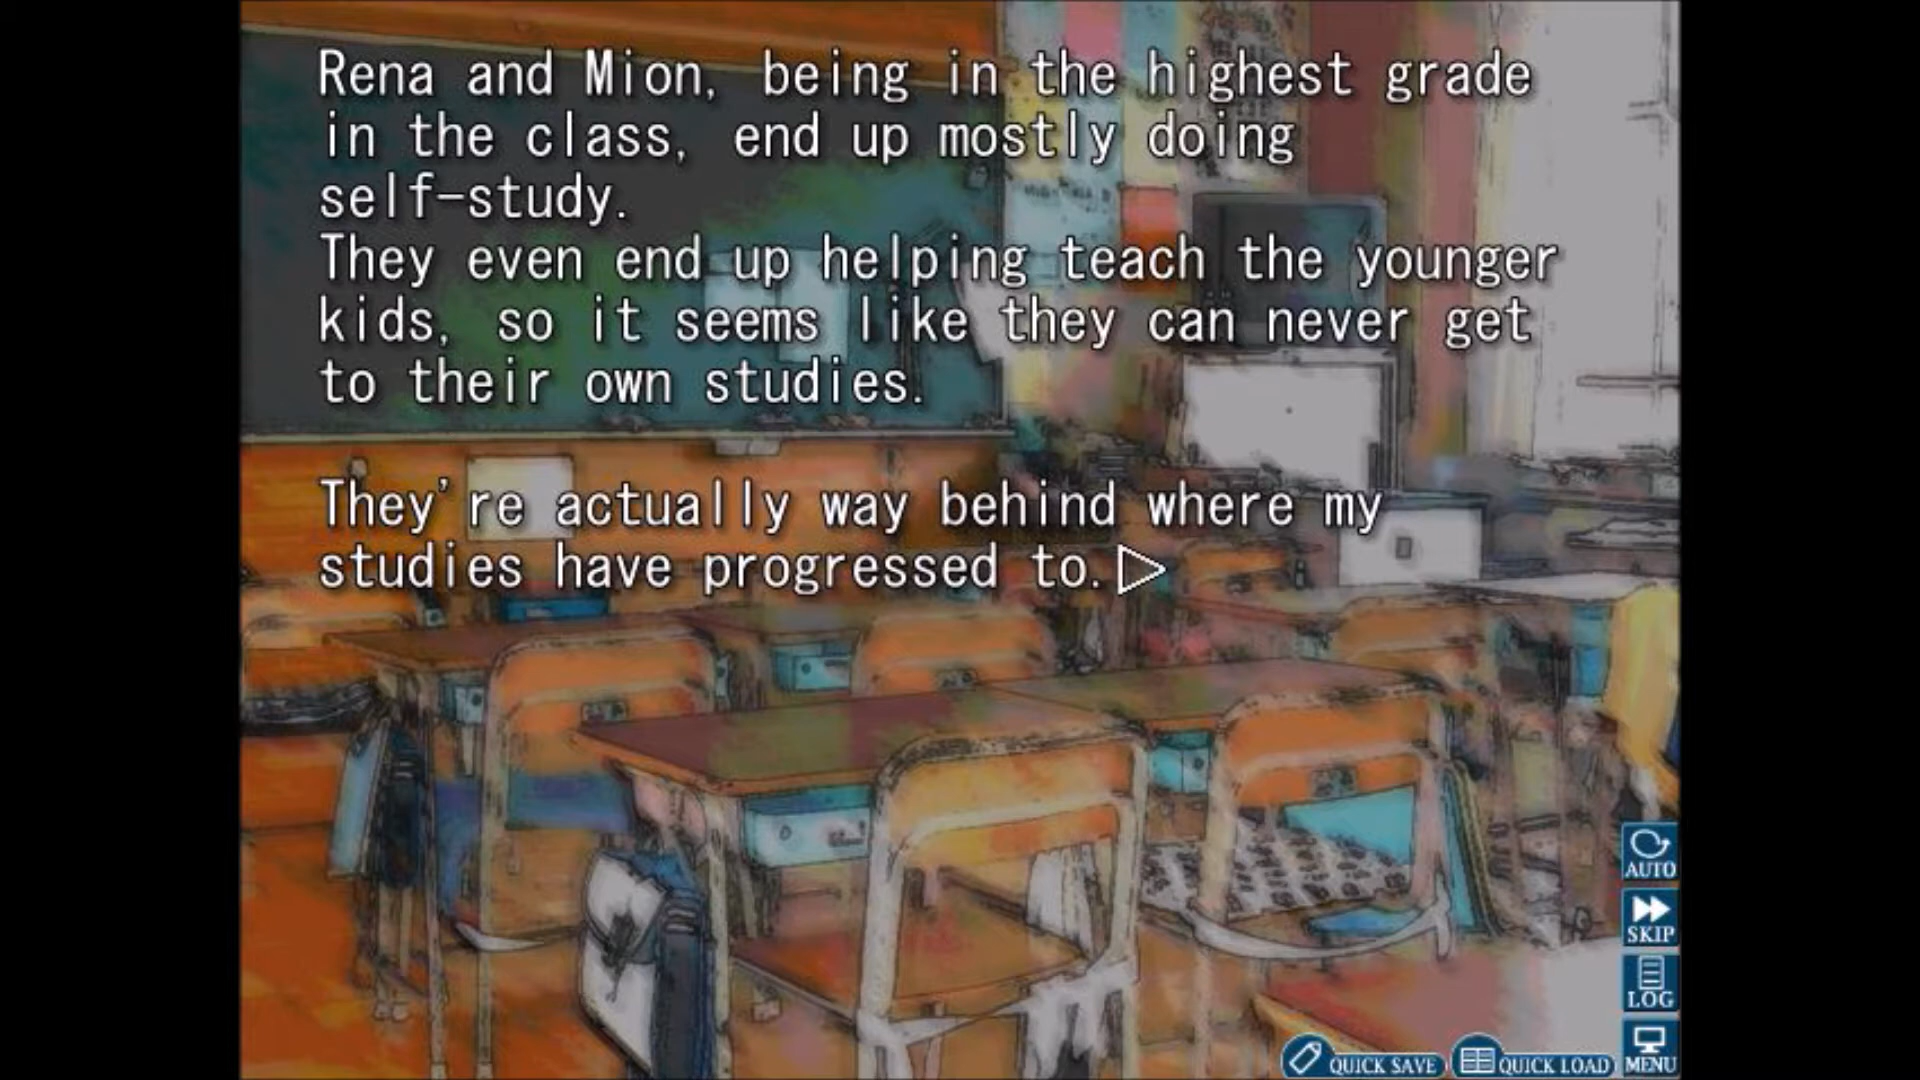 Rena and Mion, being in the highest grade
in the class, end up mostly doing
self-study.
They even end up helping teach the younger
kids, so it seems like they can never get
to their own studies.
They're actually way behind where my
studies have progressed to.
AUTO
SKIP
LOG
MENU
QUICK SAVE
QUICK LOAD